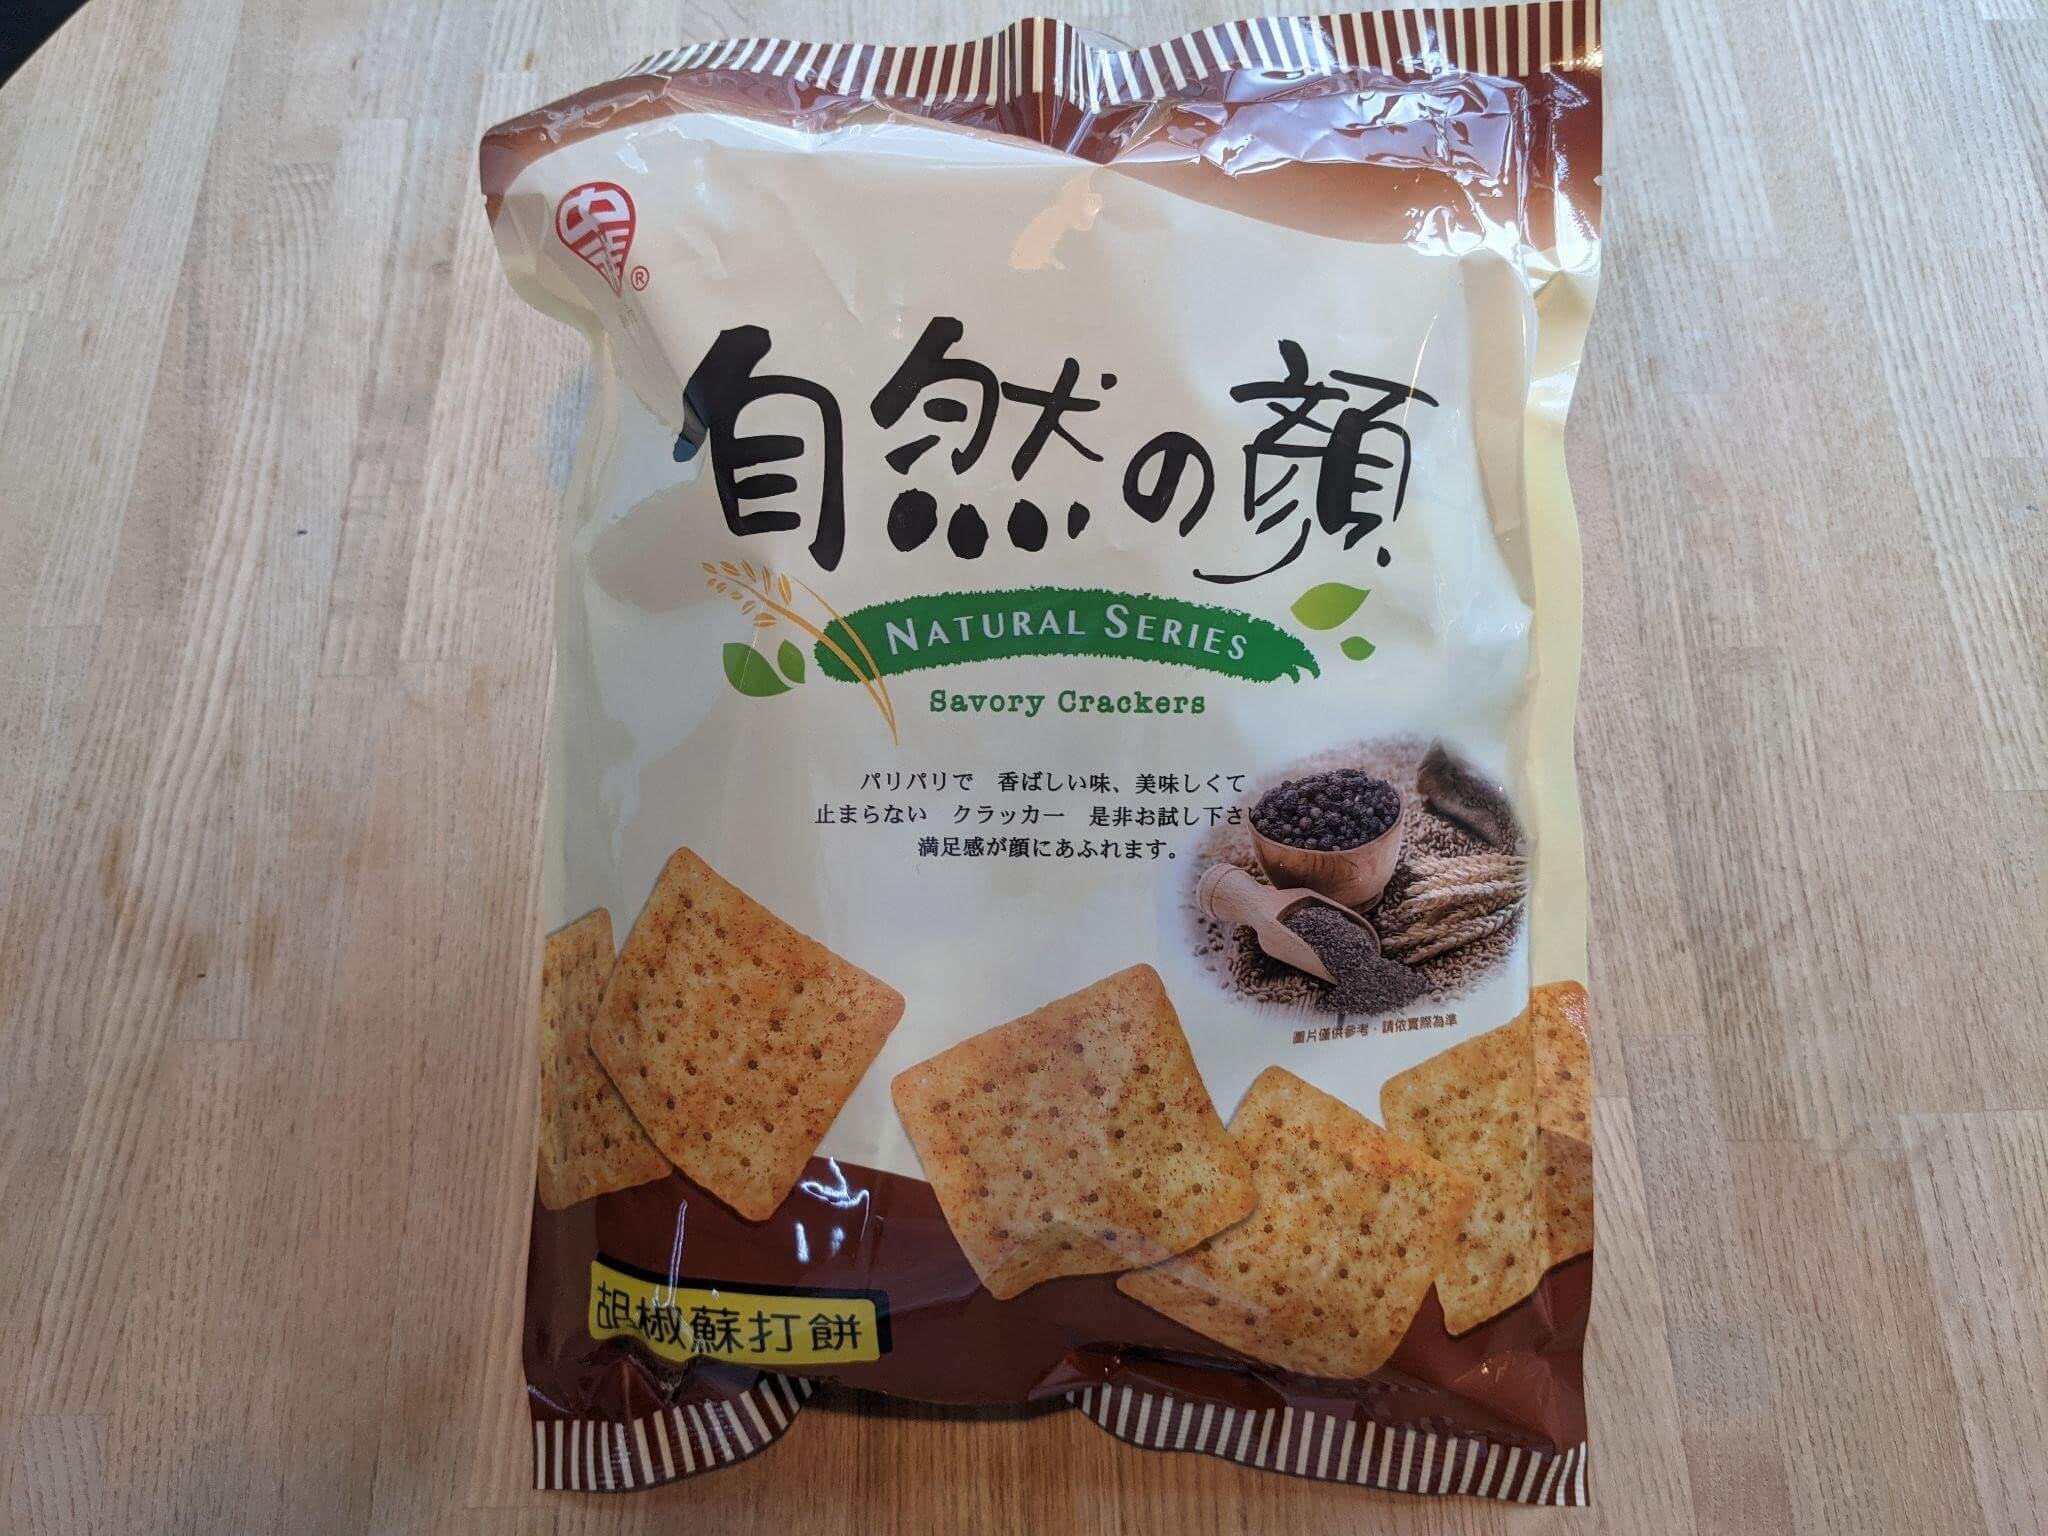 ®
自然の顔
NATURAL SERIES
Savory Crackers
パリパリで　香ばしい味、美味しくて
止まらない　クラッカー　是非お試し下さい
満足感が顔にあふれます。
圖片僅供參考・請依實際為準
胡椒蘇打餅